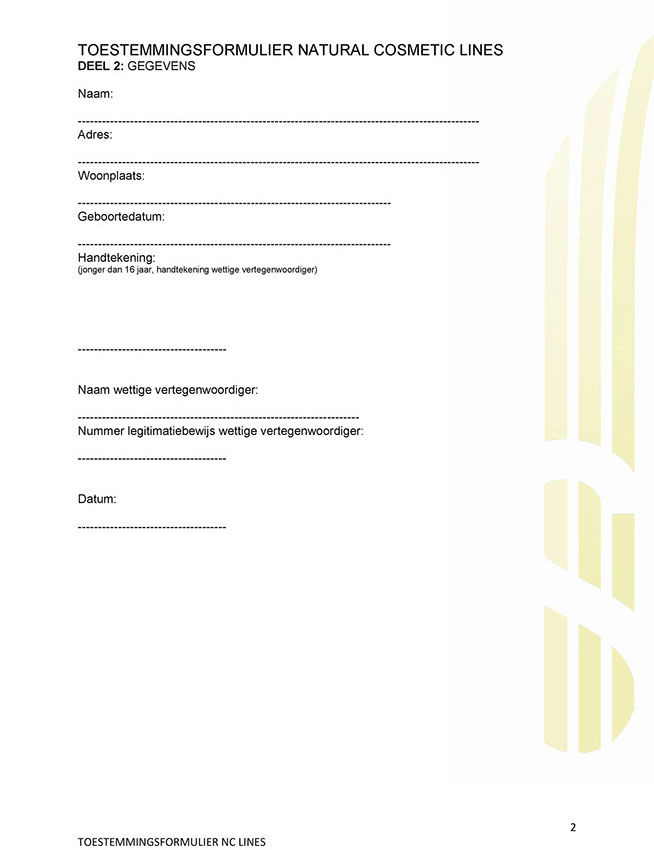 TOESTEMMINGSFORMULIER NATURAL COSMETIC LINES
DEEL 2: GEGEVENS
Naam:
----------------------------------------------------------------------------------------------------
Adres:
----------------------------------------------------------------------------------------------------
Woonplaats:
------------------------------------------------------------------------------
Geboortedatum:
------------------------------------------------------------------------------
Handtekening:
(jonger dan 16 jaar, handtekening wettige vertegenwoordiger)
-------------------------------------
Naam wettige vertegenwoordiger:
----------------------------------------------------------------------
Nummer legitimatiebewijs wettige vertegenwoordiger:
-------------------------------------
Datum:
-------------------------------------
2
TOESTEMMINGSFORMULIER NC LINES